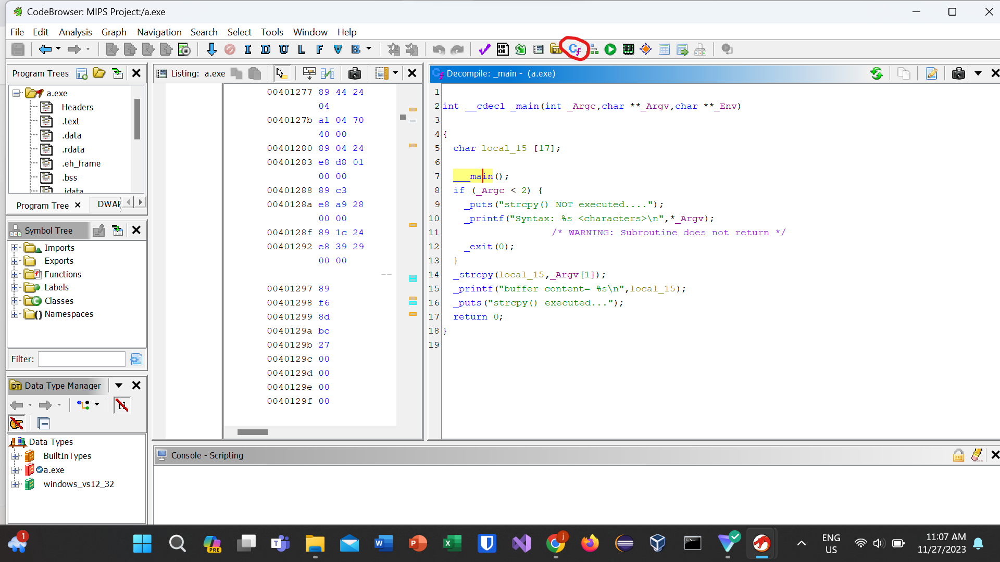 CodeBrowser: MIPS Project:/a.exe
File Edit Analysis Graph Navigation Search Select Tools Window Help
I D U L F V B
Program Trees
a.exe
Headers
.text
.data
.rdata
.eh_frame
.bss
.idata
Program Tree
DWAR
Symbol Tree
Imports
Exports
Functions
Labels
Classes
Namespaces
Filter:
Data Type Manager
Data Types
BuiltInTypes
a.exe
windows_vs12_32
Listing: a.exe
00401277 89 44 24
04
0040127b a1 04 70
40 00
00401280 89 04 24
00401283 e8 d8 01
00 00
00401288 89 c3
0040128a e8 a9 28
00 00
0040128f 89 1c 24
00401292 e8 39 29
00 00
00401297 89
00401298 f6
00401299 8d
0040129a bc
0040129b 27
0040129c 00
0040129d 00
0040129e 00
0040129f 00
Decompile: _main - (a.exe)
1
2 int __cdecl _main(int _Argc,char **_Argv,char **_Env)
3
4 {
5 char local_15 [17];
6
7 ___main();
8 if (_Argc < 2) {
9 _puts("strcpy() NOT executed....");
10 _printf("Syntax: %s <characters>\n",*_Argv);
11 /* WARNING: Subroutine does not return */
12 _exit(0);
13 }
14 _strcpy(local_15,_Argv[1]);
15 _printf("buffer content= %s\n",local_15);
16 _puts("strcpy() executed...");
17 return 0;
18 }
19
Console - Scripting
1
PRE
ENG
US
11:07 AM
11/27/2023